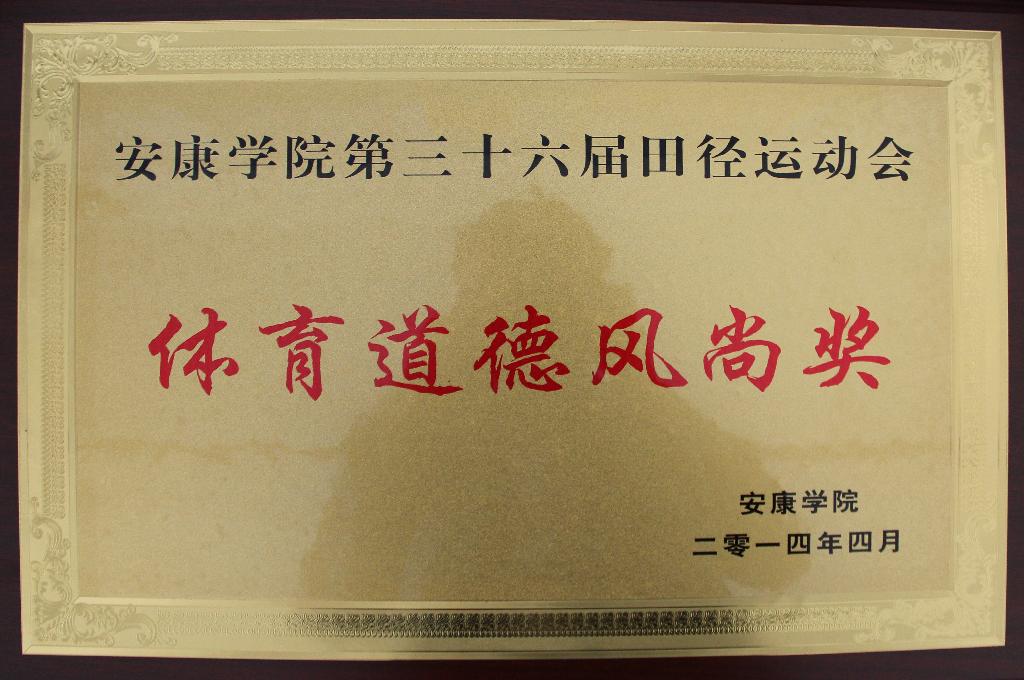 安康学院第三十六届田径运动会
体育道德风尚奖
安康学院
二零一四年四月